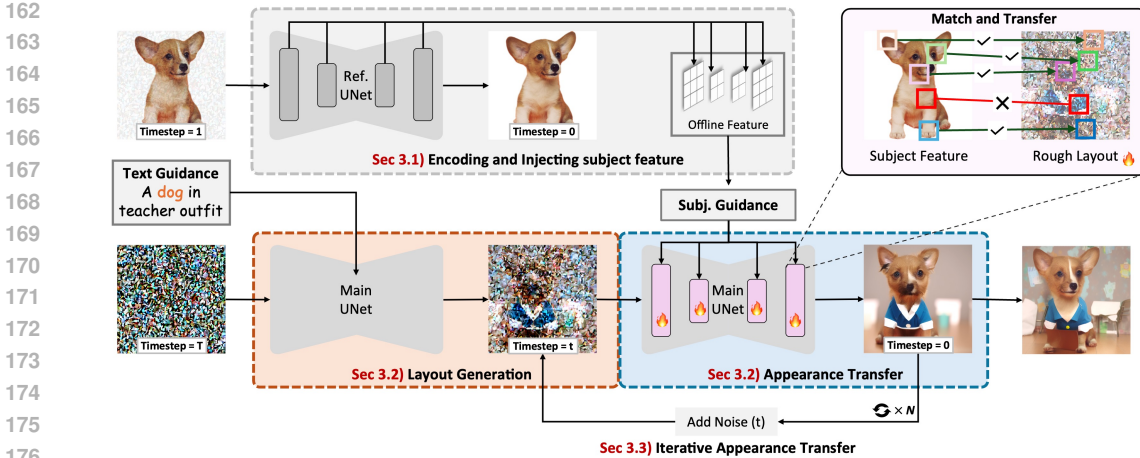 162
163
164
165
166
167
168
169
170
171
172
173
174
175
176
Timestep = 1
Ref.
UNet
Timestep = 0
Offline Feature
Sec 3.1) Encoding and Injecting subject feature
Match and Transfer
Subject Feature
Rough Layout
Text Guidance
A dog in
teacher outfit
Subj. Guidance
Timestep = T
Main
UNet
Timestep = t
Sec 3.2) Layout Generation
Main
UNet
Timestep = 0
Sec 3.2) Appearance Transfer
Add Noise (t)
× N
Sec 3.3) Iterative Appearance Transfer